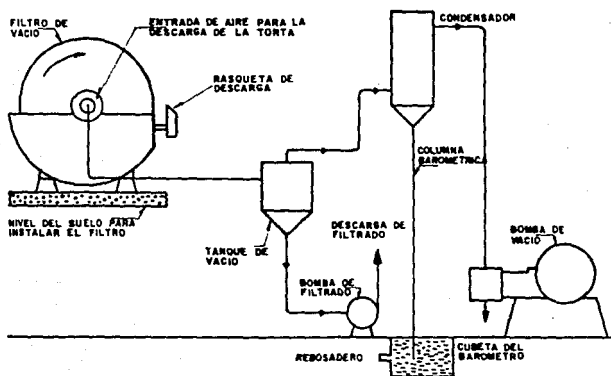 FILTRO DE
VACIO
ENTRADA DE AIRE PARA LA
DESCARGA DE LA TORTA
CONDENSADOR
RASQUETA DE
DESCARGA
COLUMNA
BAROMETRICA
NIVEL DEL SUELO PARA
INSTALAR EL FILTRO
TANQUE DE
VACIO
DESCARGA DE
FILTRADO
BOMBA DE
VACIO
BOMBA DE
FILTRADO
REBOSADERO
CUBETA DEL
BAROMETRO